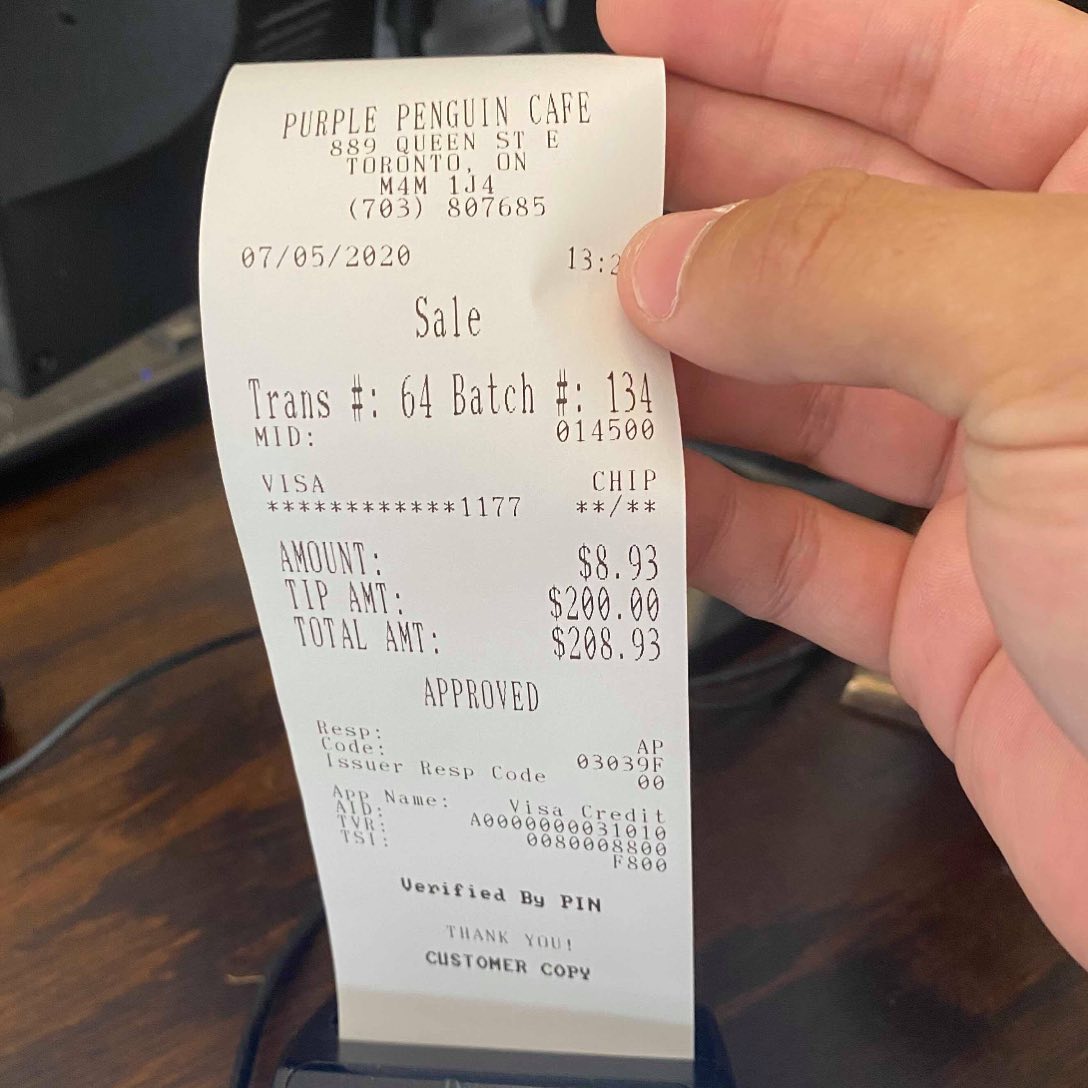 PURPLE PENGUIN CAFE
889 QUEEN ST E
TORONTO, ON
M4M 1J4
(703) 807685
07/05/2020
Sale
Trans #: 64 Batch #: 134
MID: 014500
VISA CHIP
************1177 **/**
AMOUNT: $8.93
TIP AMT: $200.00
TOTAL AMT: $208.93
APPROVED
Resp: AP
Code: 03039F
Issuer Resp Code 00
App Name: Visa Credit
AID: A0000000031010
TVR: 0080008800
TSI: F800
Verified By PIN
THANK YOU!
CUSTOMER COPY